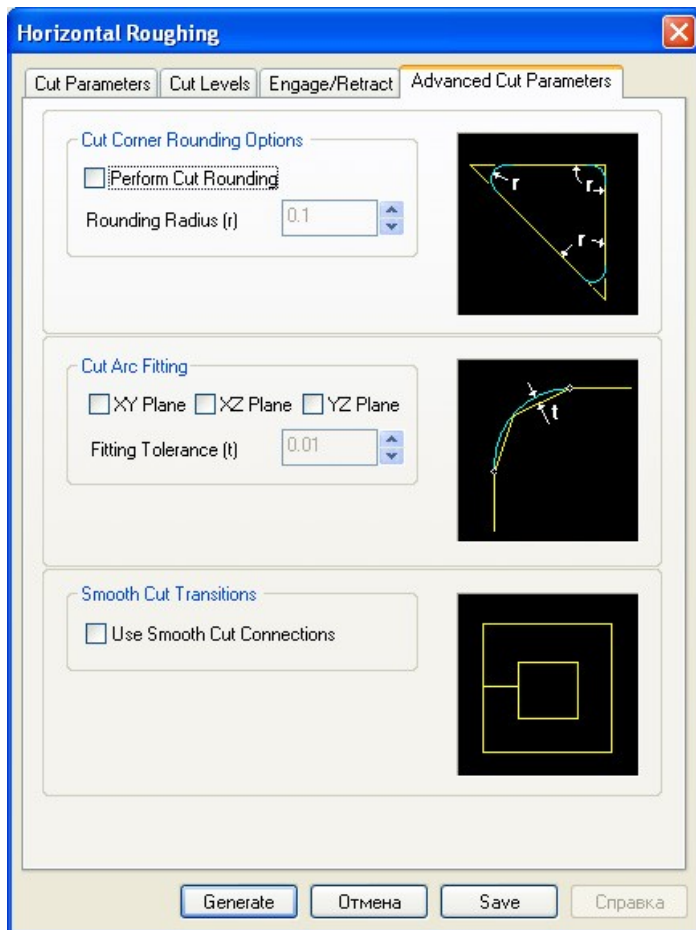 Horizontal Roughing
Cut Parameters Cut Levels Engage/Retract Advanced Cut Parameters
Cut Corner Rounding Options
Perform Cut Rounding
Rounding Radius (r) 0.1
r r
r
Cut Arc Fitting
XY Plane XZ Plane YZ Plane
Fitting Tolerance (t) 0.01
t
Smooth Cut Transitions
Use Smooth Cut Connections
Generate Отмена Save Справка